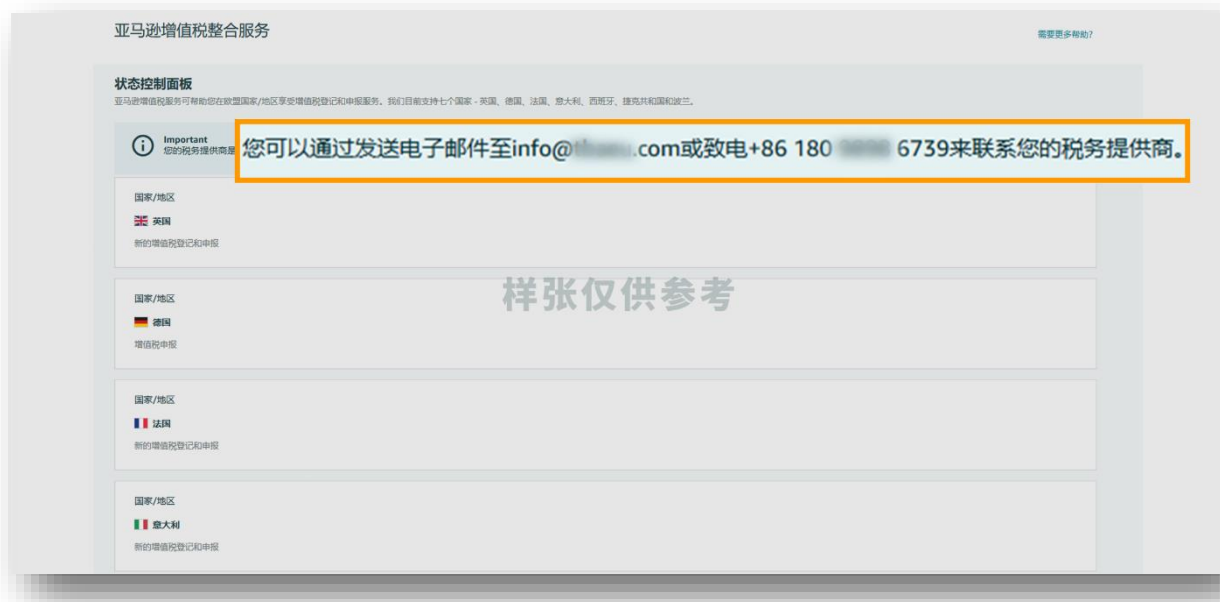 亚马逊增值税整合服务
需要更多帮助?
状态控制面板
亚马逊增值税服务可帮助您在欧盟国家/地区享受增值税登记和申报服务。我们目前支持七个国家 - 英国、德国、法国、意大利、西班牙、捷克共和国和波兰。
Important
您的税务提供商是
您可以通过发送电子邮件至info@ .com或致电+86 180 6739来联系您的税务提供商。
国家/地区
英国
新的增值税登记和申报
样张仅供参考
国家/地区
德国
增值税申报
国家/地区
法国
新的增值税登记和申报
国家/地区
意大利
新的增值税登记和申报